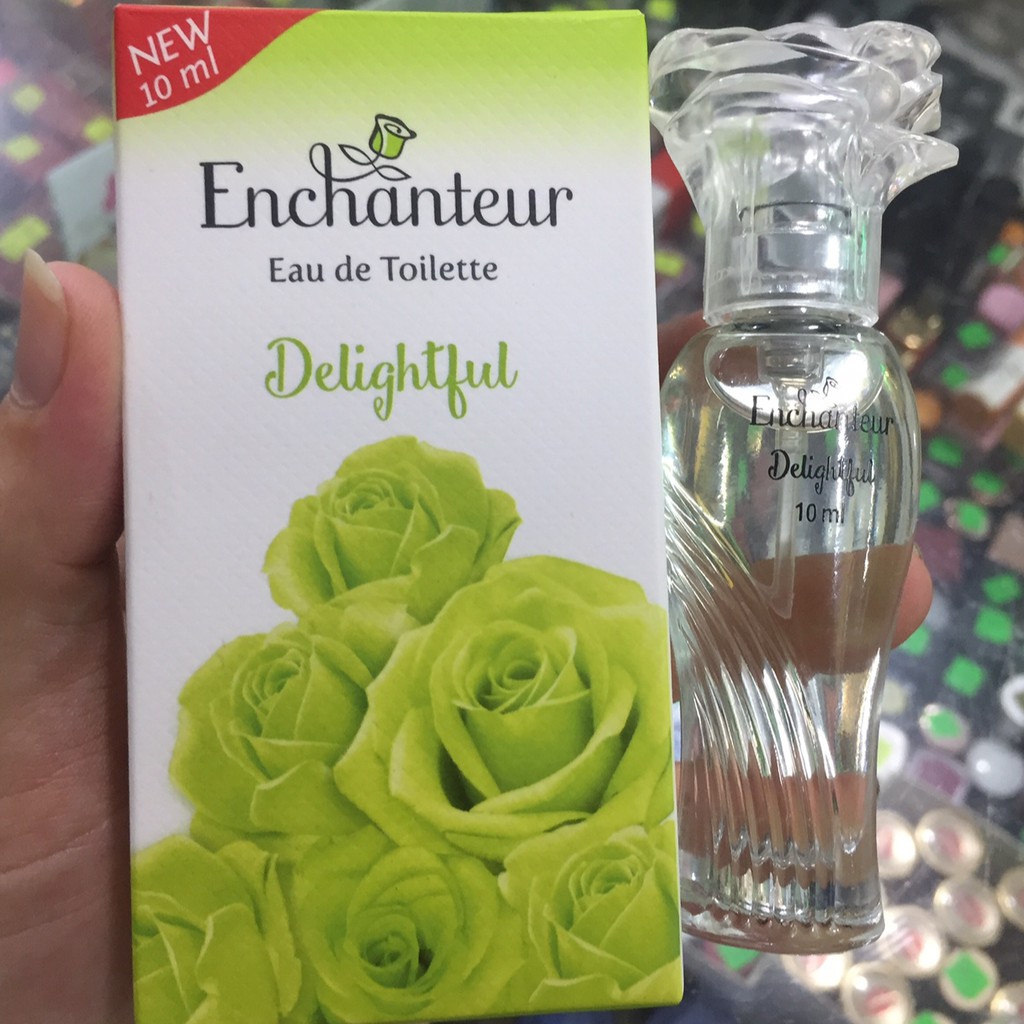 NEW
10 ml
Enchanteur
Eau de Toilette
Delightful
Enchanteur
Delightful
10 ml